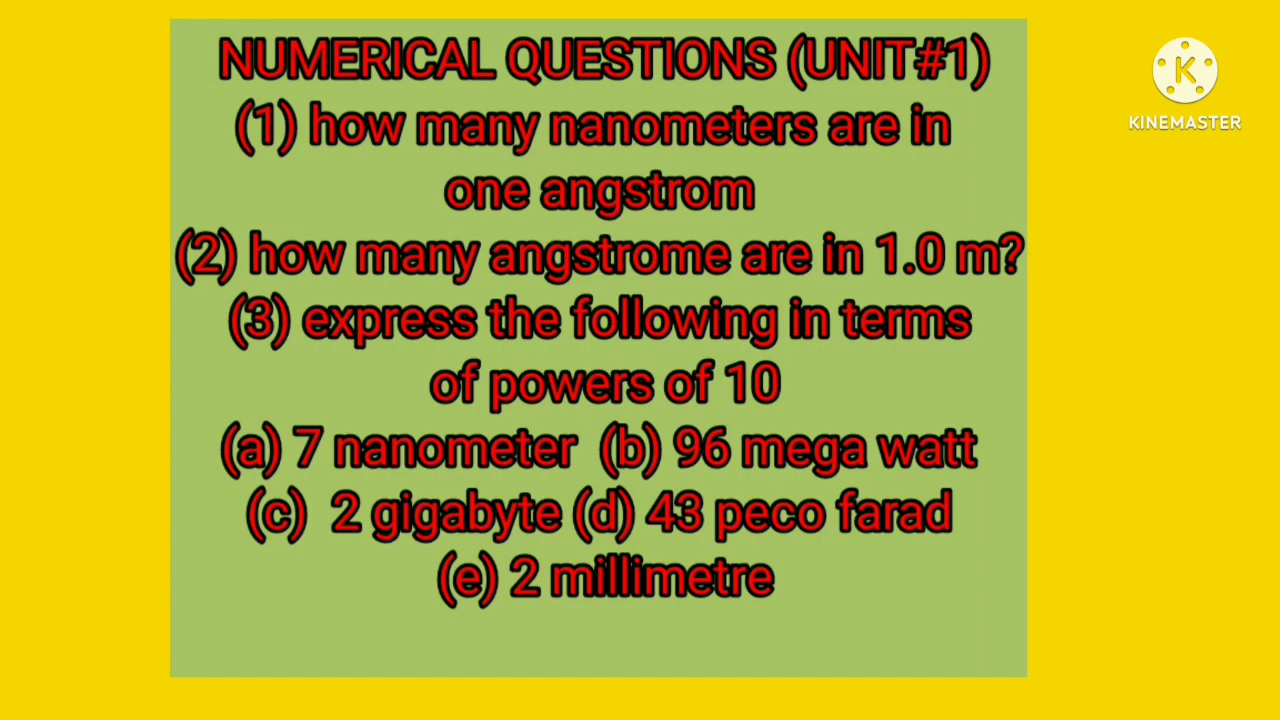 NUMERICAL QUESTIONS (UNIT#1)
(1) how many nanometers are in
one angstrom
(2) how many angstrome are in 1.0 m?
(3) express the following in terms
of powers of 10
(a) 7 nanometer (b) 96 mega watt
(c) 2 gigabyte (d) 43 peco farad
(e) 2 millimetre
K
KINEMASTER